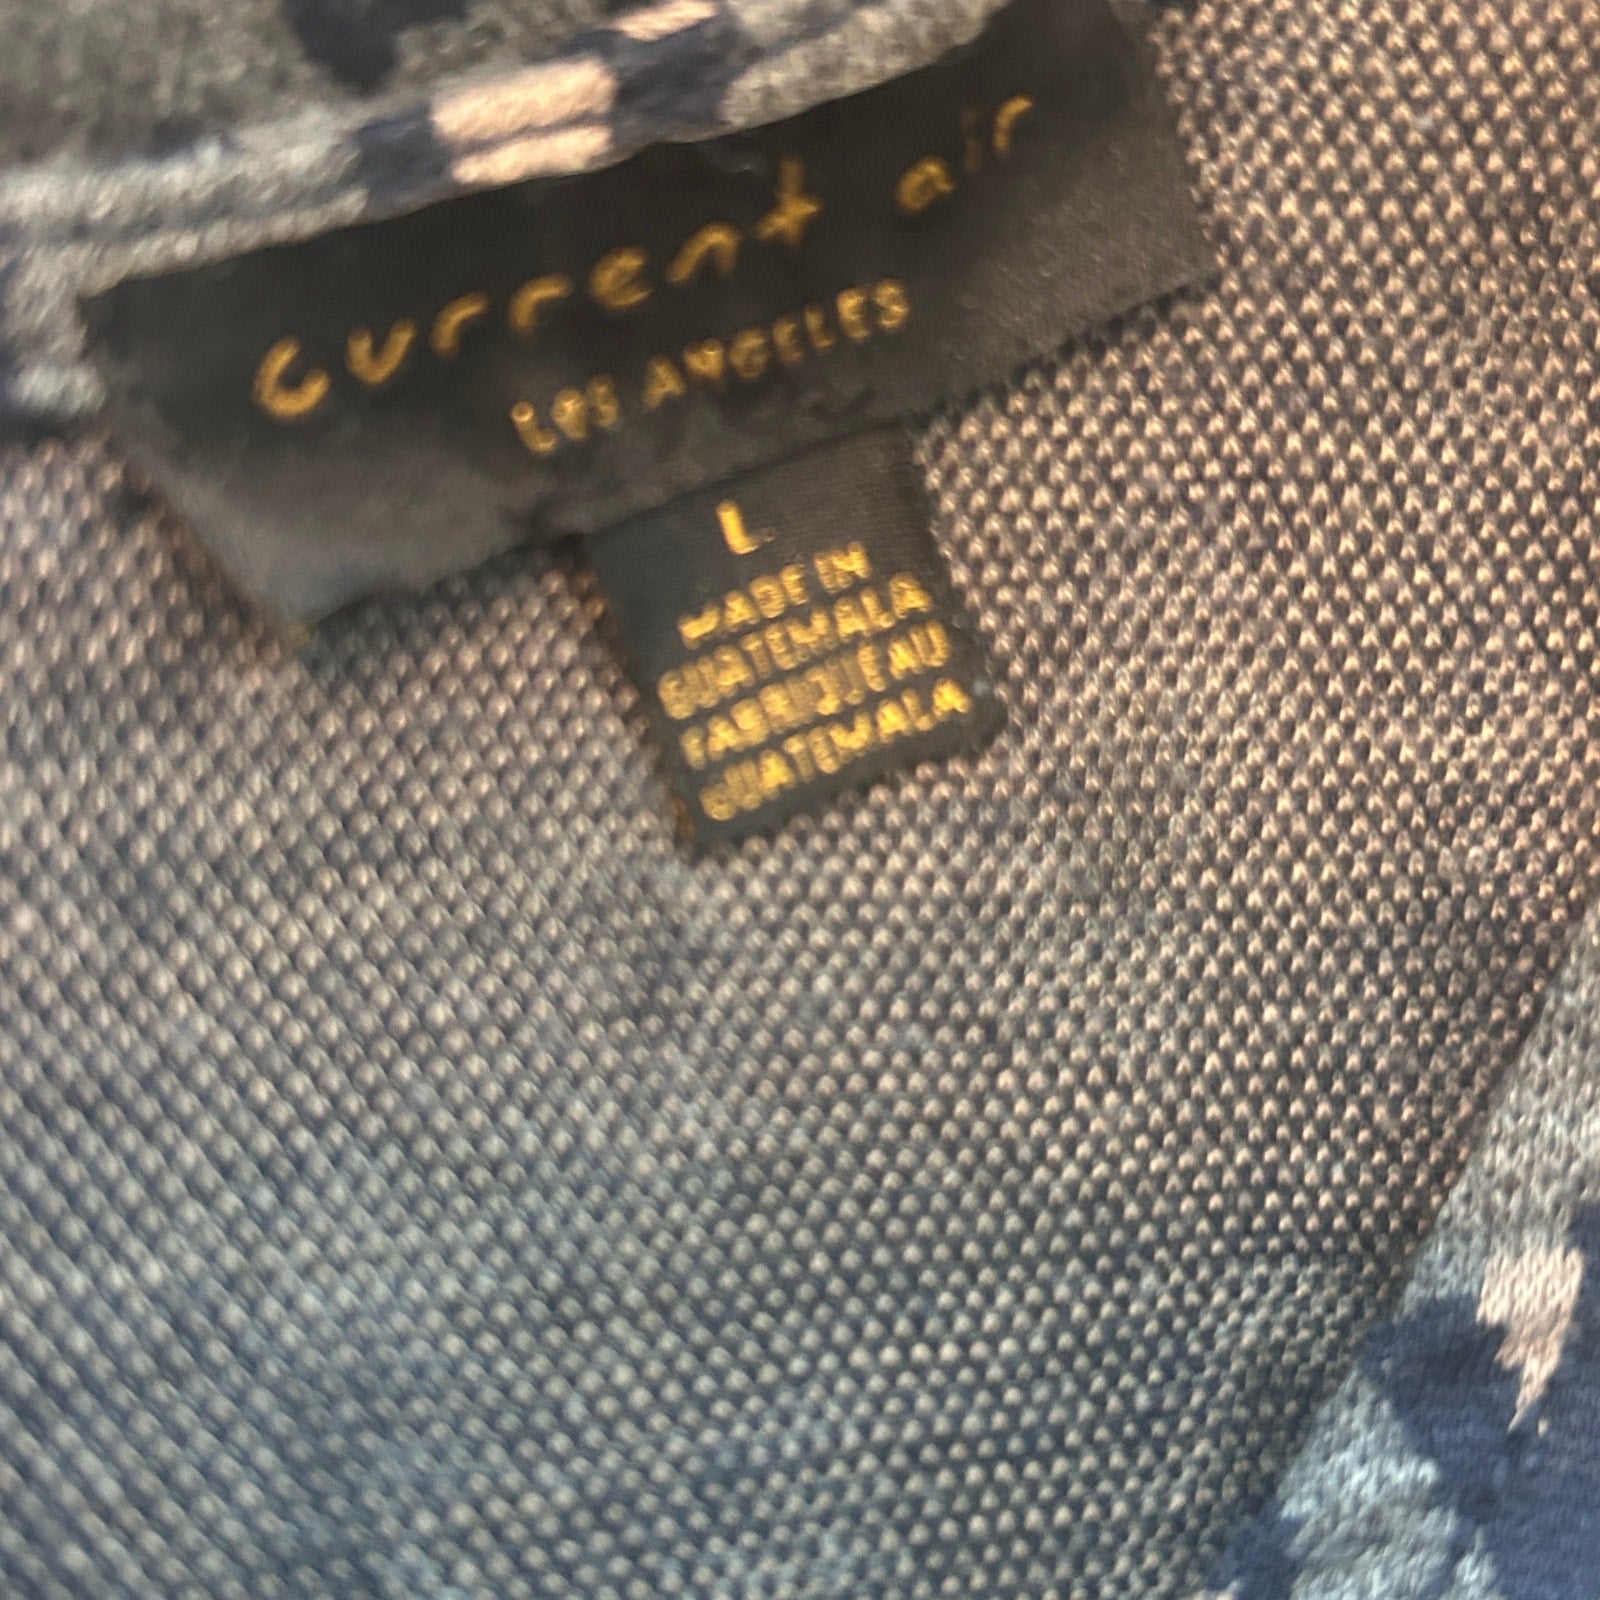 current air
LOS ANGELES
L
MADE IN
GUATEMALA
FABRIQUÉ AU
GUATEMALA